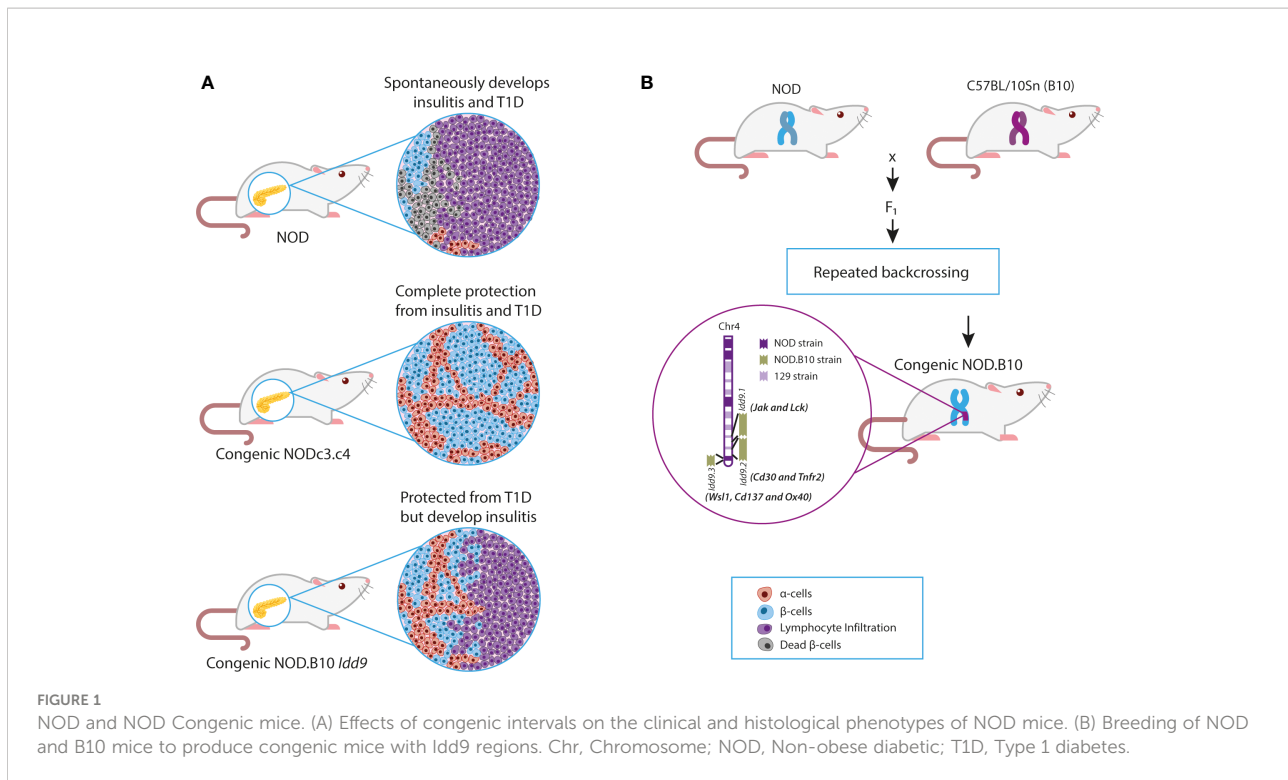 A
Spontaneously develops
insulitis and T1D
NOD
Complete protection
from insulitis and T1D
Congenic NODc3.c4
Protected from T1D
but develop insulitis
Congenic NOD.B10 Idd9
B
NOD
C57BL/10Sn (B10)
x
F1
Repeated backcrossing
Chr4
NOD strain
NOD.B10 strain
129 strain
Idd9.1
(Jak and Lck)
Idd9.2
(Cd30 and Tnfr2)
Idd9.3
(Wsl1, Cd137 and Ox40)
Congenic NOD.B10
α-cells
β-cells
Lymphocyte Infiltration
Dead β-cells
FIGURE 1
NOD and NOD Congenic mice. (A) Effects of congenic intervals on the clinical and histological phenotypes of NOD mice. (B) Breeding of NOD
and B10 mice to produce congenic mice with Idd9 regions. Chr, Chromosome; NOD, Non-obese diabetic; T1D, Type 1 diabetes.